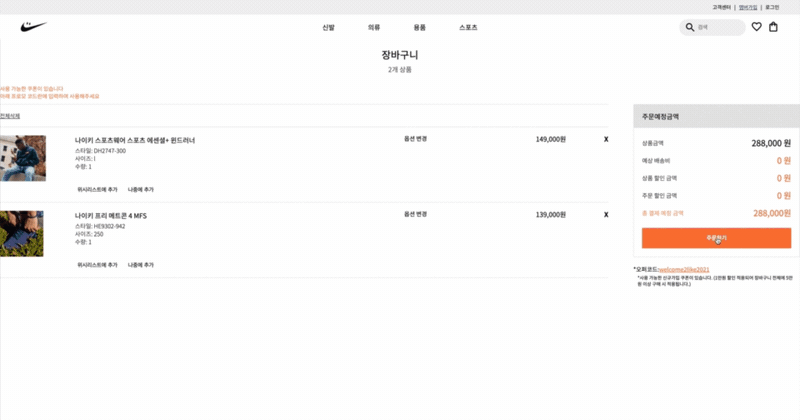 고객센터 | 멤버가입 | 로그인
신발 의류 용품 스포츠
검색
장바구니
2개 상품
사용 가능한 쿠폰이 있습니다
아래 프로모 코드란에 입력하여 사용해주세요
전체삭제
나이키 스포츠웨어 스포츠 에센셜+ 윈드러너
스타일: DH2747-300
사이즈: l
수량: 1
옵션 변경
149,000원
X
위시리스트에 추가 나중에 추가
나이키 프리 메트콘 4 MFS
스타일: HE9302-942
사이즈: 250
수량: 1
옵션 변경
139,000원
X
위시리스트에 추가 나중에 추가
주문예정금액
상품금액 288,000 원
예상 배송비 0 원
상품 할인 금액 0 원
주문 할인 금액 0 원
총 결제 예정 금액 288,000원
주문하기
*오퍼코드:welcome2like2021
*사용 가능한 신규가입 쿠폰이 있습니다. (1만원 할인 적용되며 장바구니 전체에 5만
원 이상 구매 시 적용됩니다.)